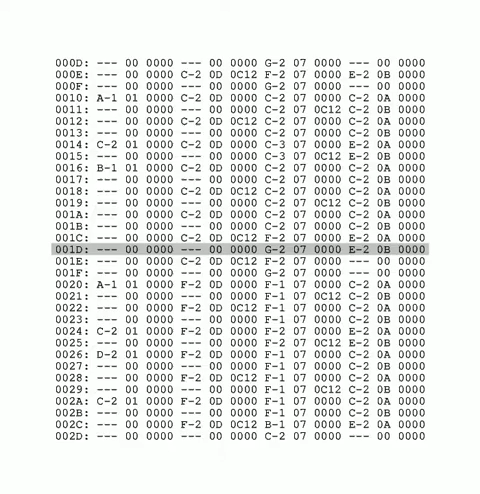 000D: --- 00 0000 --- 00 0000 G-2 07 0000 --- 00 0000
000E: --- 00 0000 C-2 0D 0C12 F-2 07 0000 E-2 0B 0000
000F: --- 00 0000 --- 00 0000 G-2 07 0000 --- 00 0000
0010: A-1 01 0000 C-2 0D 0000 C-2 07 0000 C-2 0A 0000
0011: --- 00 0000 --- 00 0000 C-2 07 0C12 C-2 0B 0000
0012: --- 00 0000 C-2 0D 0C12 C-2 07 0000 C-2 0A 0000
0013: --- 00 0000 --- 00 0000 C-2 07 0000 C-2 0B 0000
0014: C-2 01 0000 C-2 0D 0000 C-3 07 0000 E-2 0A 0000
0015: --- 00 0000 --- 00 0000 C-3 07 0C12 E-2 0B 0000
0016: B-1 01 0000 C-2 0D 0000 C-2 07 0000 C-2 0A 0000
0017: --- 00 0000 --- 00 0000 C-2 07 0000 C-2 0B 0000
0018: --- 00 0000 C-2 0D 0C12 C-2 07 0000 C-2 0A 0000
0019: --- 00 0000 --- 00 0000 C-2 07 0C12 C-2 0B 0000
001A: --- 00 0000 C-2 0D 0000 C-2 07 0000 C-2 0A 0000
001B: --- 00 0000 --- 00 0000 C-2 07 0000 C-2 0B 0000
001C: --- 00 0000 C-2 0D 0C12 F-2 07 0000 E-2 0A 0000
001D: --- 00 0000 --- 00 0000 G-2 07 0000 E-2 0B 0000
001E: --- 00 0000 C-2 0D 0C12 F-2 07 0000 C-2 0A 0000
001F: --- 00 0000 --- 00 0000 G-2 07 0000 C-2 0B 0000
0020: A-1 01 0000 F-2 0D 0000 F-1 07 0000 C-2 0A 0000
0021: --- 00 0000 --- 00 0000 F-1 07 0C12 C-2 0B 0000
0022: --- 00 0000 F-2 0D 0C12 F-1 07 0000 C-2 0A 0000
0023: --- 00 0000 --- 00 0000 F-1 07 0000 C-2 0B 0000
0024: C-2 01 0000 F-2 0D 0000 F-2 07 0000 E-2 0A 0000
0025: --- 00 0000 --- 00 0000 F-2 07 0C12 E-2 0B 0000
0026: D-2 01 0000 F-2 0D 0000 F-1 07 0000 C-2 0A 0000
0027: --- 00 0000 --- 00 0000 F-1 07 0000 C-2 0B 0000
0028: --- 00 0000 F-2 0D 0C12 F-1 07 0000 C-2 0A 0000
0029: --- 00 0000 --- 00 0000 F-1 07 0C12 C-2 0B 0000
002A: C-2 01 0000 F-2 0D 0000 F-1 07 0000 C-2 0A 0000
002B: --- 00 0000 --- 00 0000 F-1 07 0000 C-2 0B 0000
002C: --- 00 0000 F-2 0D 0C12 B-1 07 0000 E-2 0A 0000
002D: --- 00 0000 --- 00 0000 C-2 07 0000 E-2 0B 0000